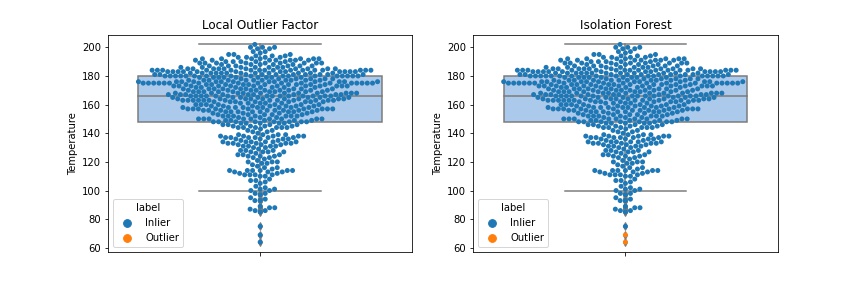 Local Outlier Factor
Temperature
200
180
160
140
120
100
80
60
label
Inlier
Outlier
Isolation Forest
Temperature
200
180
160
140
120
100
80
60
label
Inlier
Outlier